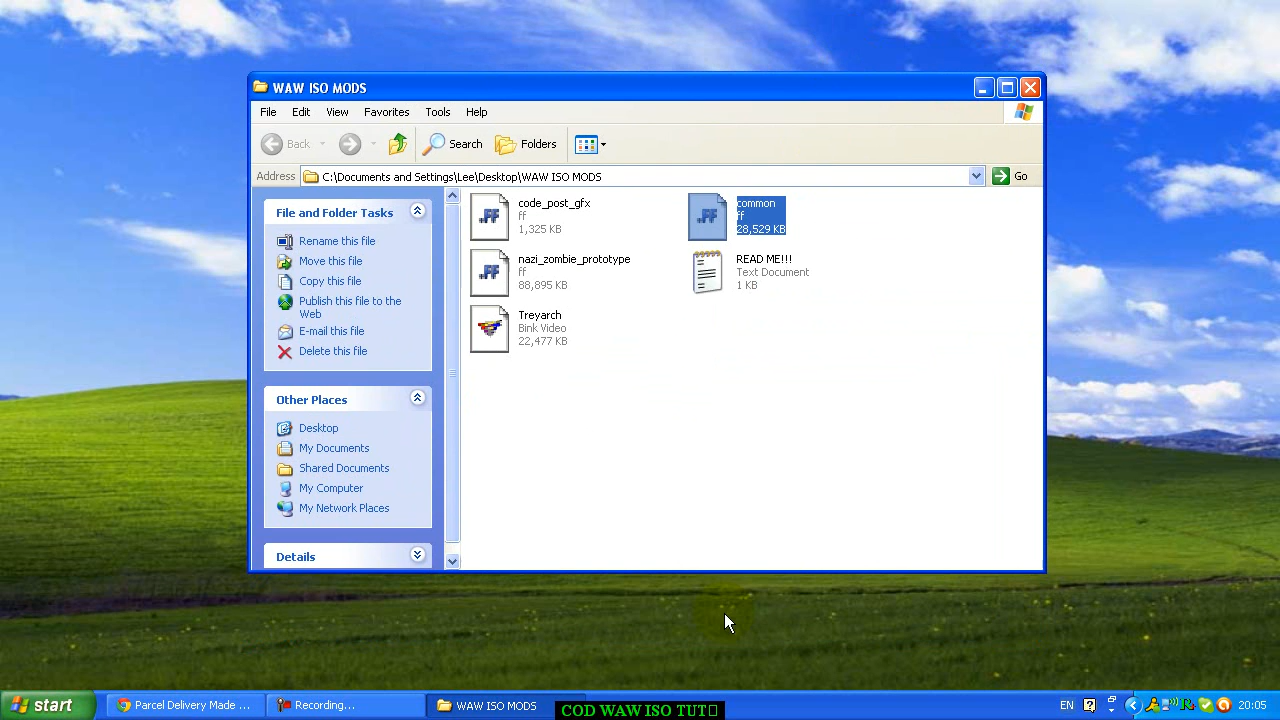 WAW ISO MODS
File Edit View Favorites Tools Help
Back Search Folders
Address C:\Documents and Settings\Lee\Desktop\WAW ISO MODS Go
File and Folder Tasks
Rename this file
Move this file
Copy this file
Publish this file to the
Web
E-mail this file
Delete this file
Other Places
Desktop
My Documents
Shared Documents
My Computer
My Network Places
Details
.FF
code_post_gfx
ff
1,325 KB
.FF
common
ff
28,529 KB
.FF
nazi_zombie_prototype
ff
88,895 KB
READ ME!!!
Text Document
1 KB
Treyarch
Bink Video
22,477 KB
start
Parcel Delivery Made ...
Recording...
WAW ISO MODS
COD WAW ISO TUT
EN
20:05